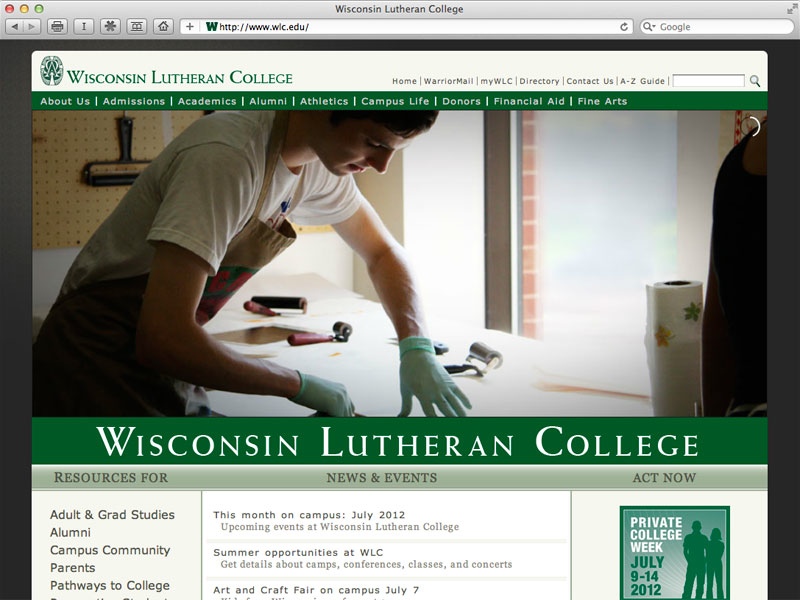 Wisconsin Lutheran College
http://www.wlc.edu/
Google
WISCONSIN LUTHERAN COLLEGE
Home | WarriorMail | myWLC | Directory | Contact Us | A-Z Guide |
About Us | Admissions | Academics | Alumni | Athletics | Campus Life | Donors | Financial Aid | Fine Arts
WISCONSIN LUTHERAN COLLEGE
RESOURCES FOR
Adult & Grad Studies
Alumni
Campus Community
Parents
Pathways to College
NEWS & EVENTS
This month on campus: July 2012
Upcoming events at Wisconsin Lutheran College
Summer opportunities at WLC
Get details about camps, conferences, classes, and concerts
Art and Craft Fair on campus July 7
ACT NOW
PRIVATE
COLLEGE
WEEK
JULY
9-14
2012